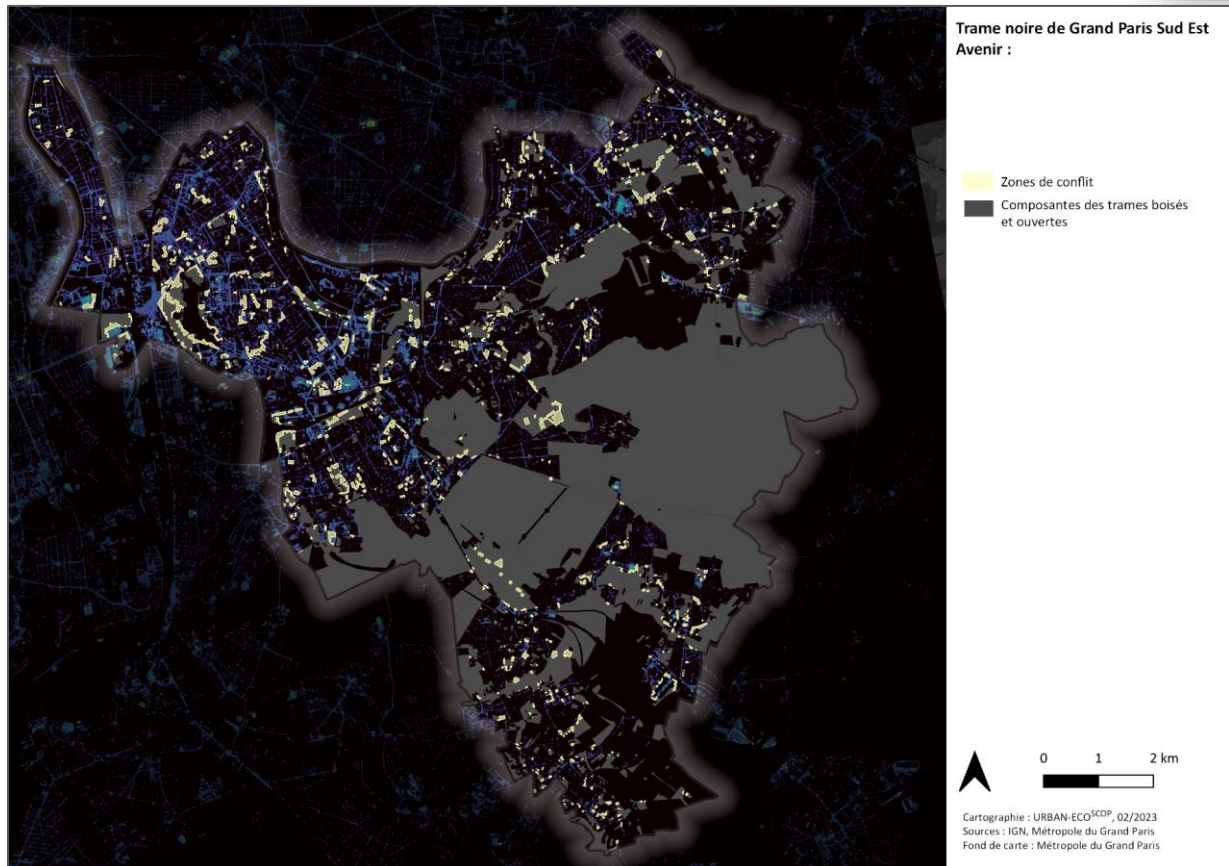 Trame noire de Grand Paris Sud Est
Avenir :
Zones de conflit
Composantes des trames boisés
et ouvertes
0 1 2 km
Cartographie : URBAN-ECOSCOP, 02/2023
Sources : IGN, Métropole du Grand Paris
Fond de carte : Métropole du Grand Paris